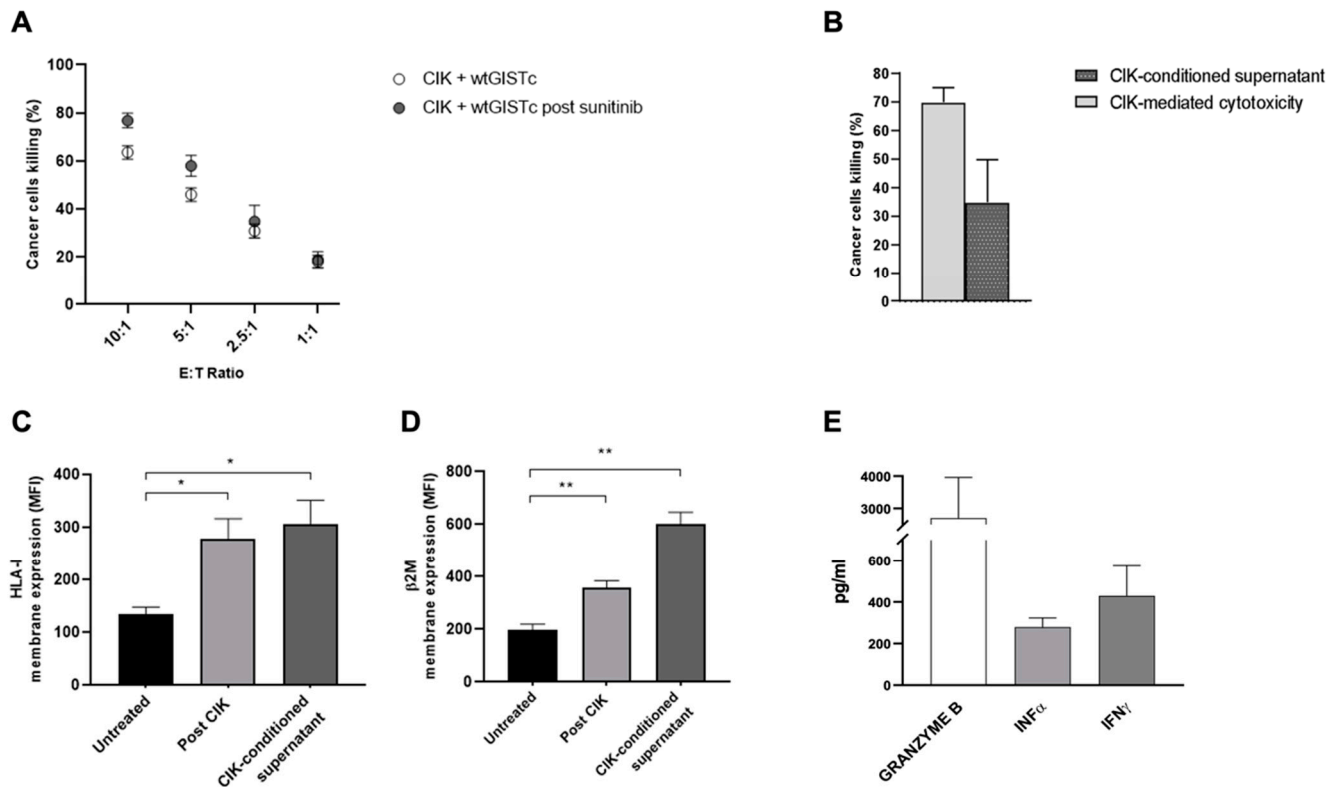 A
Cancer cells killing (%)
100
80
60
40
20
0
10:1
5:1
2.5:1
1:1
E:T Ratio
CIK + wtGISTc
CIK + wtGISTc post sunitinib
B
Cancer cells killing (%)
80
70
60
50
40
30
20
10
0
CIK-conditioned supernatant
CIK-mediated cytotoxicity
C
HLA-I
membrane expression (MFI)
400
300
200
100
0
*
*
Untreated
Post CIK
CIK-conditioned
supernatant
D
β2M
membrane expression (MFI)
800
600
400
200
0
**
**
Untreated
Post CIK
CIK-conditioned
supernatant
E
pg/ml
4000
3000
600
400
200
0
GRANZYME B
INFα
IFNγ